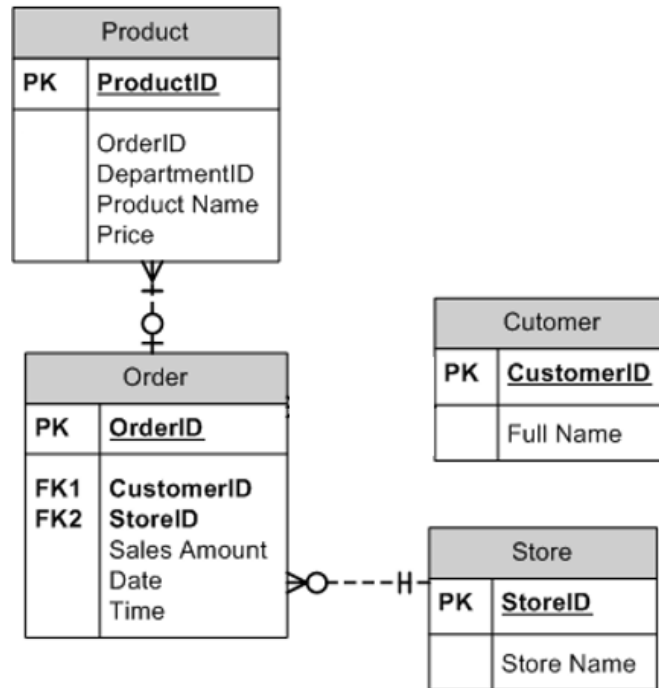 Product
PK ProductID
OrderID
DepartmentID
Product Name
Price
Order
PK OrderID
FK1 CustomerID
FK2 StoreID
Sales Amount
Date
Time
Cutomer
PK CustomerID
Full Name
Store
PK StoreID
Store Name